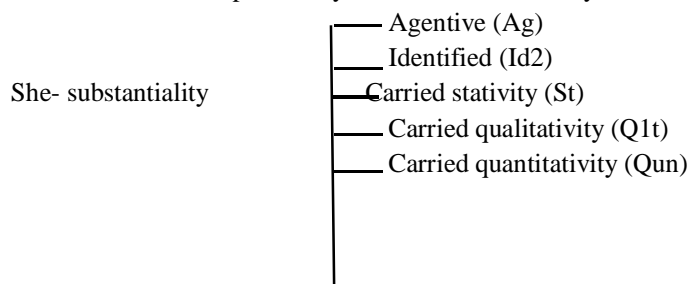 Agentive (Ag)
Identified (Id2)
She- substantiality Carried stativity (St)
Carried qualitativity (Q1t)
Carried quantitativity (Qun)